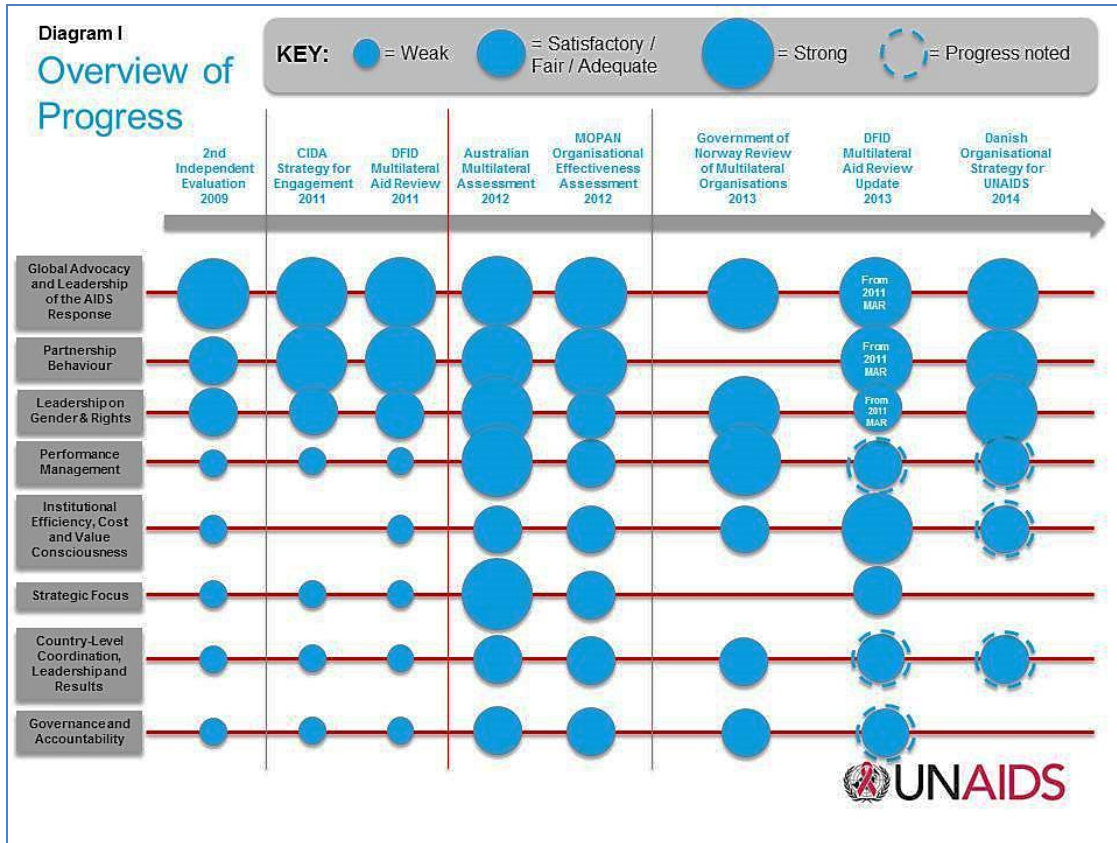 Diagram I
Overview of
Progress
KEY:
= Weak
= Satisfactory /
Fair / Adequate
= Strong
= Progress noted
2nd
Independent
Evaluation
2009
CIDA
Strategy for
Engagement
2011
DFID
Multilateral
Aid Review
2011
Australian
Multilateral
Assessment
2012
MOPAN
Organisational
Effectiveness
Assessment
2012
Government of
Norway Review
of Multilateral
Organisations
2013
DFID
Multilateral
Aid Review
Update
2013
Danish
Organisational
Strategy for
UNAIDS
2014
Global Advocacy
and Leadership
of the AIDS
Response
From
2011
MAR
Partnership
Behaviour
From
2011
MAR
Leadership on
Gender & Rights
From
2011
MAR
Performance
Management
Institutional
Efficiency, Cost
and Value
Consciousness
Strategic Focus
Country-Level
Coordination,
Leadership and
Results
Governance and
Accountability
UNAIDS